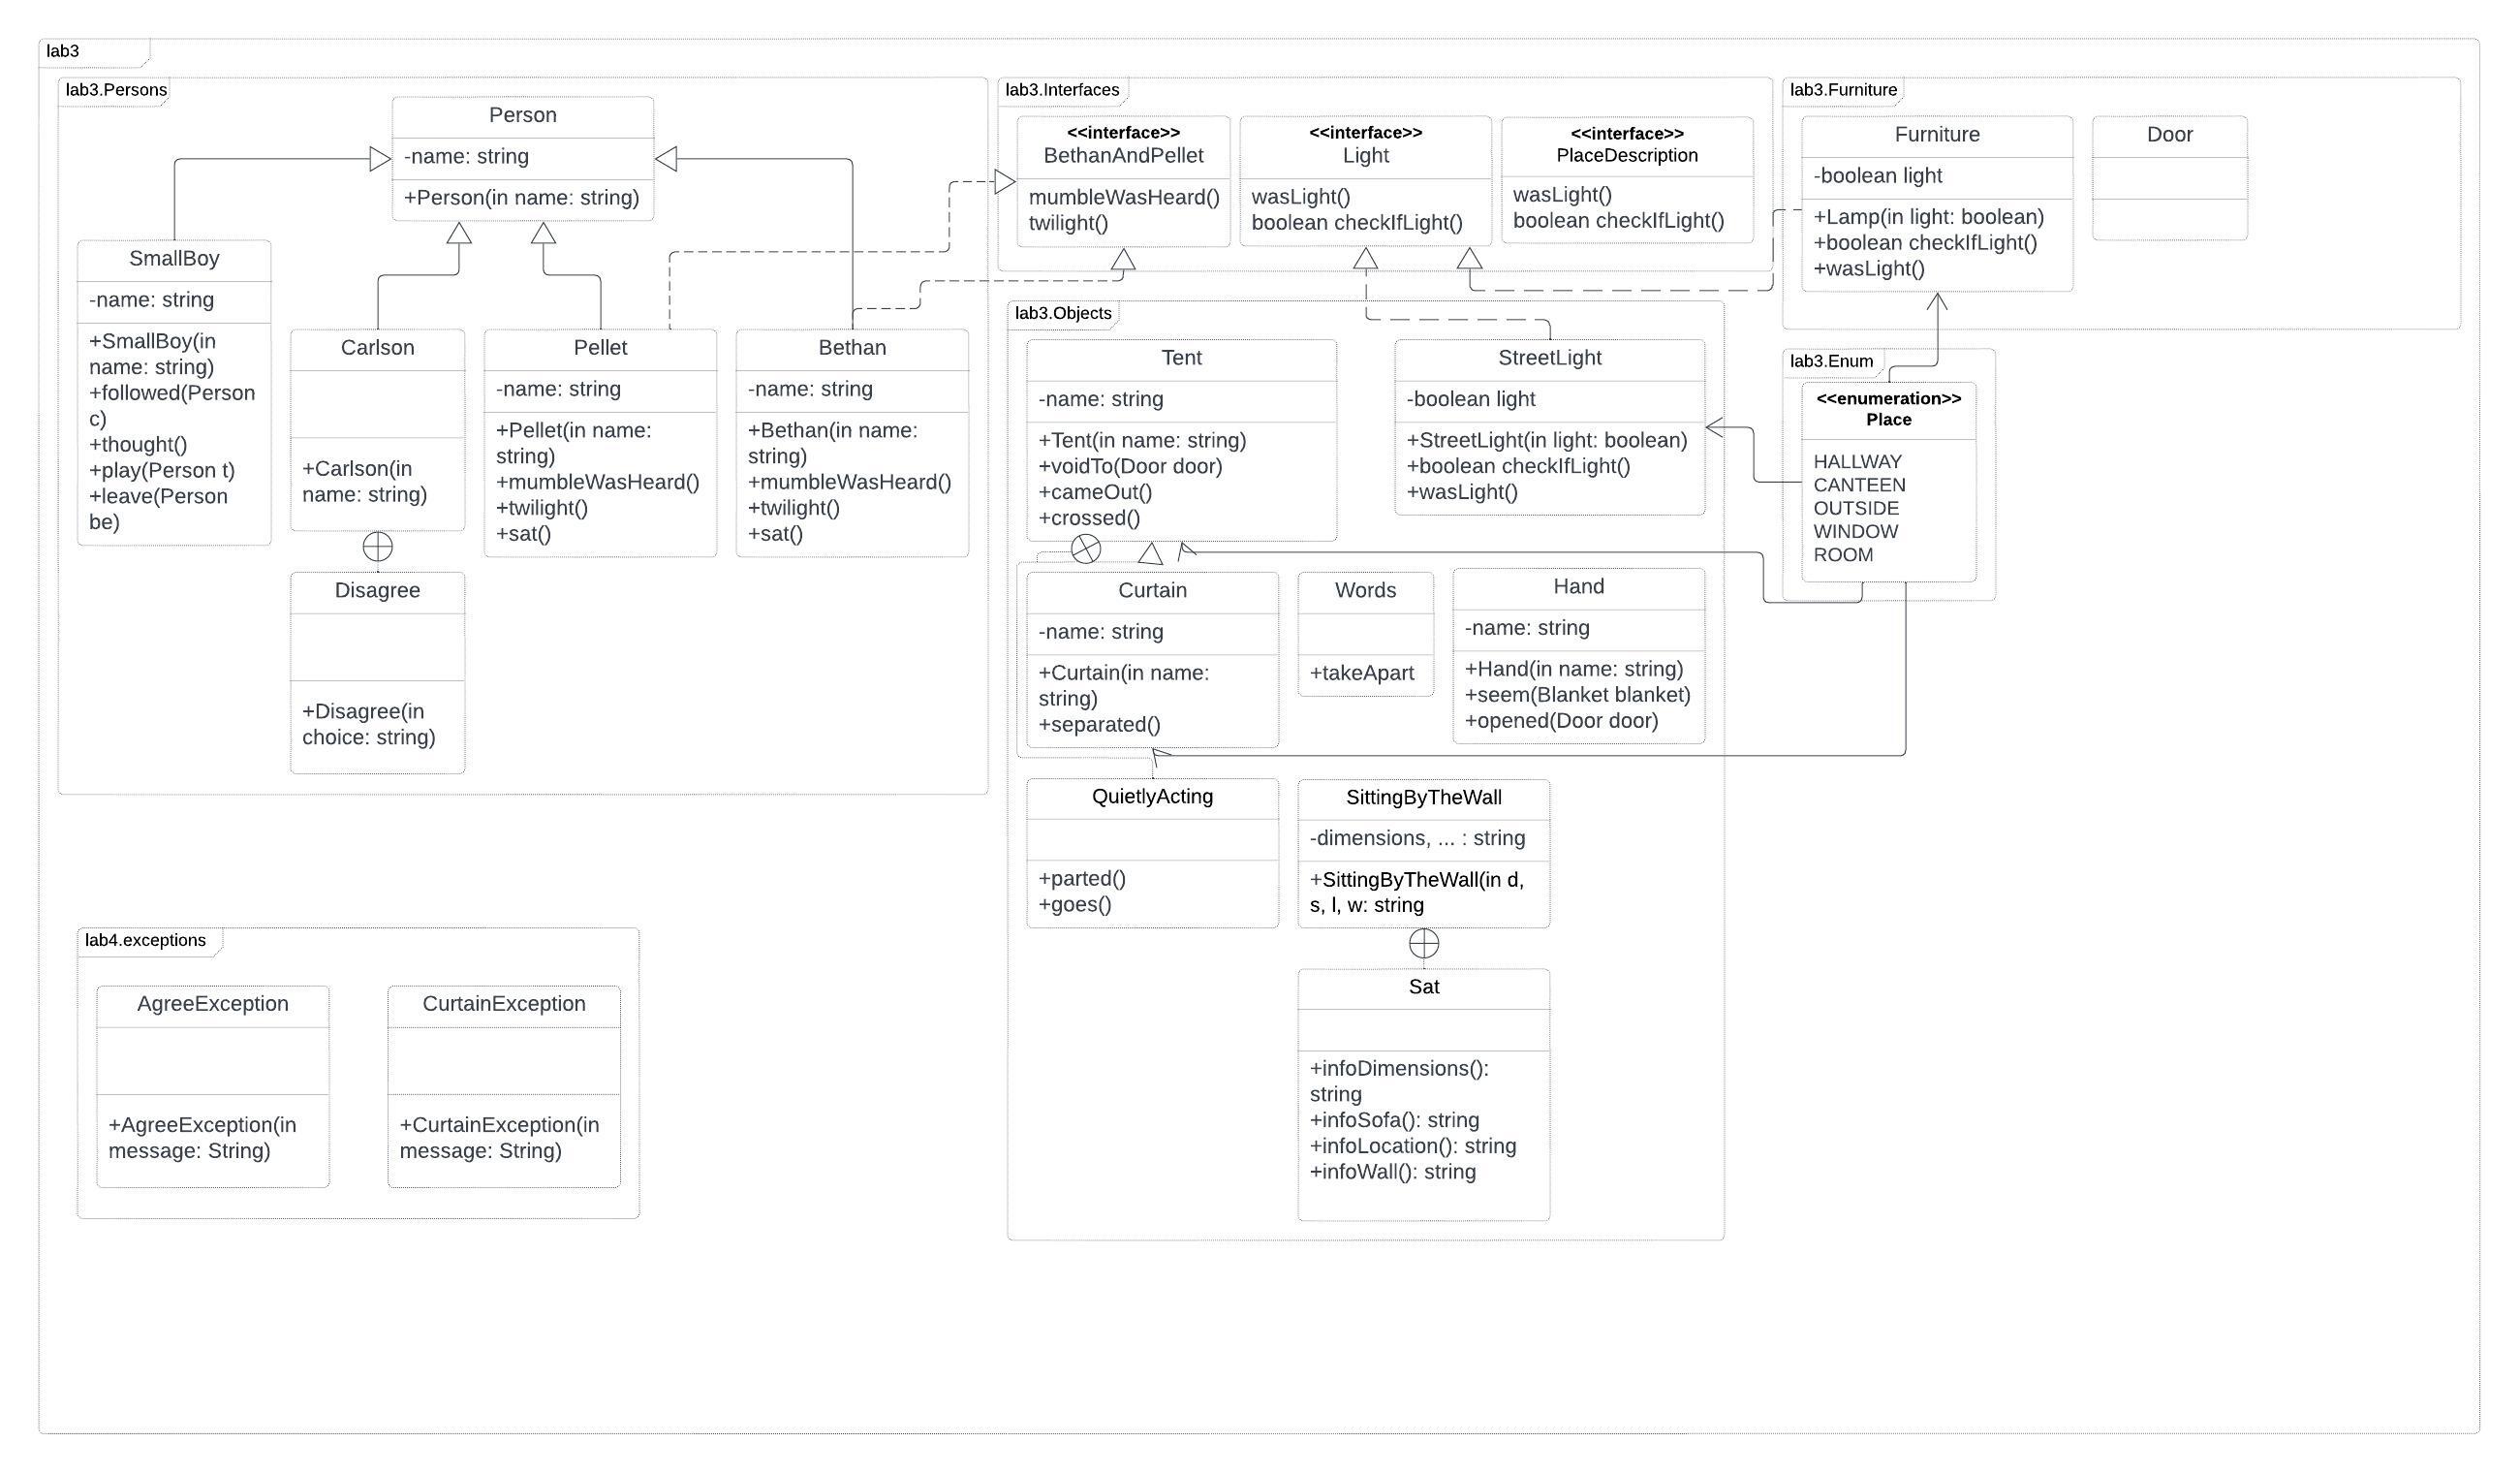 lab3
lab3.Persons
Person
-name: string
+Person(in name: string)
SmallBoy
-name: string
+SmallBoy(in
name: string)
+followed(Person
c)
+thought()
+play(Person t)
+leave(Person
be)
Carlson
+Carlson(in
name: string)
Pellet
-name: string
+Pellet(in name:
string)
+mumbleWasHeard()
+twilight()
+sat()
Bethan
-name: string
+Bethan(in name:
string)
+mumbleWasHeard()
+twilight()
+sat()
Disagree
+Disagree(in
choice: string)
lab3.Interfaces
<<interface>>
BethanAndPellet
mumbleWasHeard()
twilight()
<<interface>>
Light
wasLight()
boolean checkIfLight()
<<interface>>
PlaceDescription
wasLight()
boolean checkIfLight()
lab3.Furniture
Furniture
-boolean light
+Lamp(in light: boolean)
+boolean checkIfLight()
+wasLight()
Door
lab3.Objects
Tent
-name: string
+Tent(in name: string)
+voidTo(Door door)
+cameOut()
+crossed()
StreetLight
-boolean light
+StreetLight(in light: boolean)
+boolean checkIfLight()
+wasLight()
lab3.Enum
<<enumeration>>
Place
HALLWAY
CANTEEN
OUTSIDE
WINDOW
ROOM
Curtain
-name: string
+Curtain(in name:
string)
+separated()
Words
+takeApart
Hand
-name: string
+Hand(in name: string)
+seem(Blanket blanket)
+opened(Door door)
QuietlyActing
+parted()
+goes()
SittingByTheWall
-dimensions, ... : string
+SittingByTheWall(in d,
s, l, w: string
Sat
+infoDimensions():
string
+infoSofa(): string
+infoLocation(): string
+infoWall(): string
lab4.exceptions
AgreeException
+AgreeException(in
message: String)
CurtainException
+CurtainException(in
message: String)